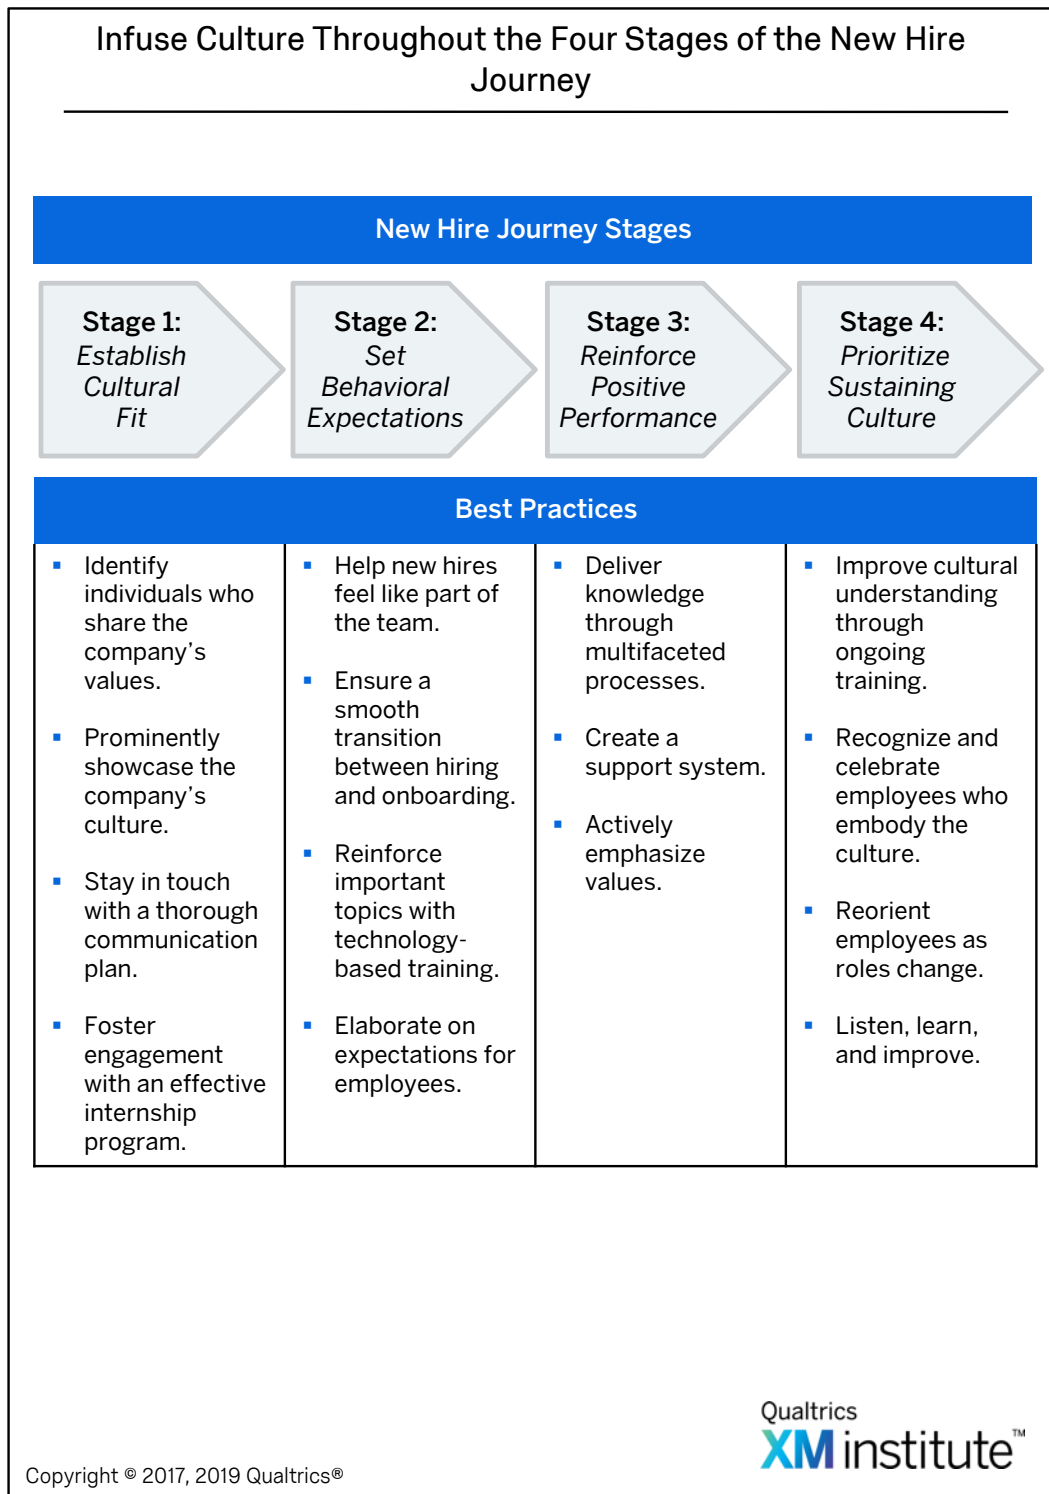 Infuse Culture Throughout the Four Stages of the New Hire
Journey
New Hire Journey Stages
Stage 1:
Establish
Cultural
Fit
Stage 2:
Set
Behavioral
Expectations
Stage 3:
Reinforce
Positive
Performance
Stage 4:
Prioritize
Sustaining
Culture
Best Practices
▪ Identify
individuals who
share the
company’s
values.
▪ Prominently
showcase the
company’s
culture.
▪ Stay in touch
with a thorough
communication
plan.
▪ Foster
engagement
with an effective
internship
program.
▪ Help new hires
feel like part of
the team.
▪ Ensure a
smooth
transition
between hiring
and onboarding.
▪ Reinforce
important
topics with
technology-
based training.
▪ Elaborate on
expectations for
employees.
▪ Deliver
knowledge
through
multifaceted
processes.
▪ Create a
support system.
▪ Actively
emphasize
values.
▪ Improve cultural
understanding
through
ongoing
training.
▪ Recognize and
celebrate
employees who
embody the
culture.
▪ Reorient
employees as
roles change.
▪ Listen, learn,
and improve.
Qualtrics
XM institute™
Copyright © 2017, 2019 Qualtrics®